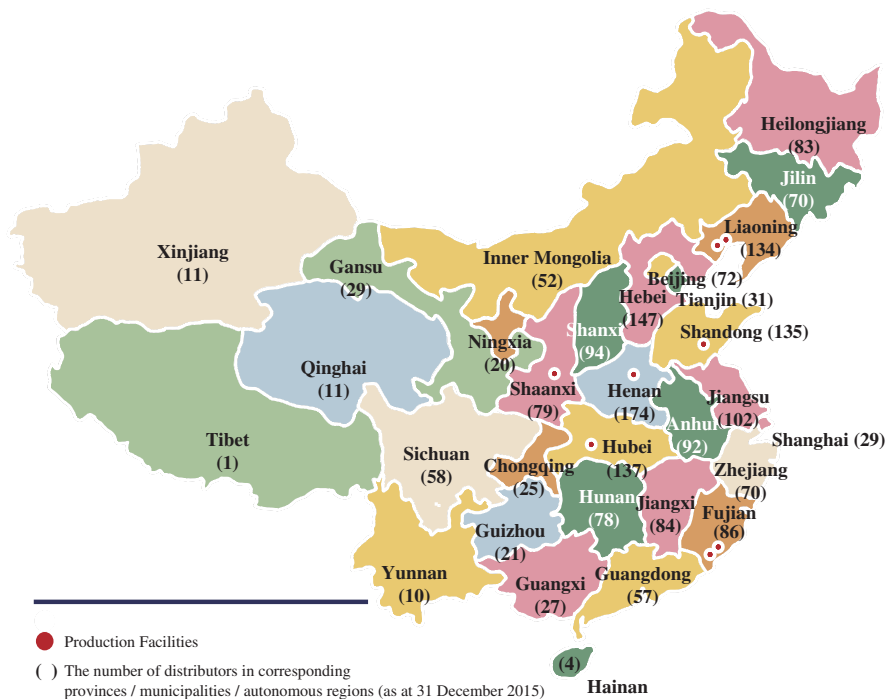 Heilongjiang
(83)
Jilin
(70)
Liaoning
(134)
Xinjiang
(11)
Gansu
(29)
Inner Mongolia
(52)
Beijing (72)
Hebei
(147)
Tianjin (31)
Shandong (135)
Shanxi
(94)
Ningxia
(20)
Qinghai
(11)
Shaanxi
(79)
Henan
(174)
Jiangsu
(102)
Anhui
(92)
Shanghai (29)
Tibet
(1)
Sichuan
(58)
Chongqing
(25)
Hubei
(137)
Zhejiang
(70)
Hunan
(78)
Jiangxi
(84)
Fujian
(86)
Guizhou
(21)
Yunnan
(10)
Guangxi
(27)
Guangdong
(57)
(4)
Hainan
Production Facilities
( ) The number of distributors in corresponding
provinces / municipalities / autonomous regions (as at 31 December 2015)